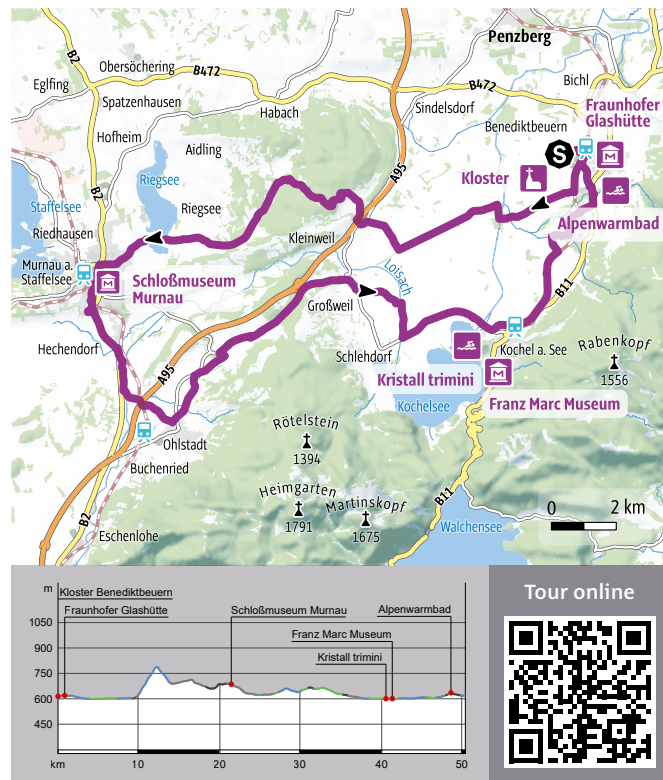 Penzberg
B2
Obersöchering
B472
Bichl
Eglfing
B472
Spatzenhausen
Habach
Sindelsdorf
Fraunhofer
Glashütte
Benediktbeuern
Hofheim
Aidling
A95
S
M
B2
Riegsee
Kloster
Staffelsee
Riegsee
Alpenwarmbad
Riedhausen
Kleinweil
Murnau a.
Staffelsee
M
Schloßmuseum
Murnau
Loisach
B11
Großweil
Hechendorf
Schlehdorf
Kochel a. See
Rabenkopf
1556
A95
Kristall trimini
M
Kochelsee
Franz Marc Museum
Rötelstein
1394
Ohlstadt
Buchenried
Heimgarten
1791
Martinskopf
1675
B11
0 2 km
B2
Walchensee
Eschenlohe
m
Kloster Benediktbeuern
Fraunhofer Glashütte
Schloßmuseum Murnau
Alpenwarmbad
Franz Marc Museum
Kristall trimini
1050
900
750
600
450
km 10 20 30 40 50
Tour online